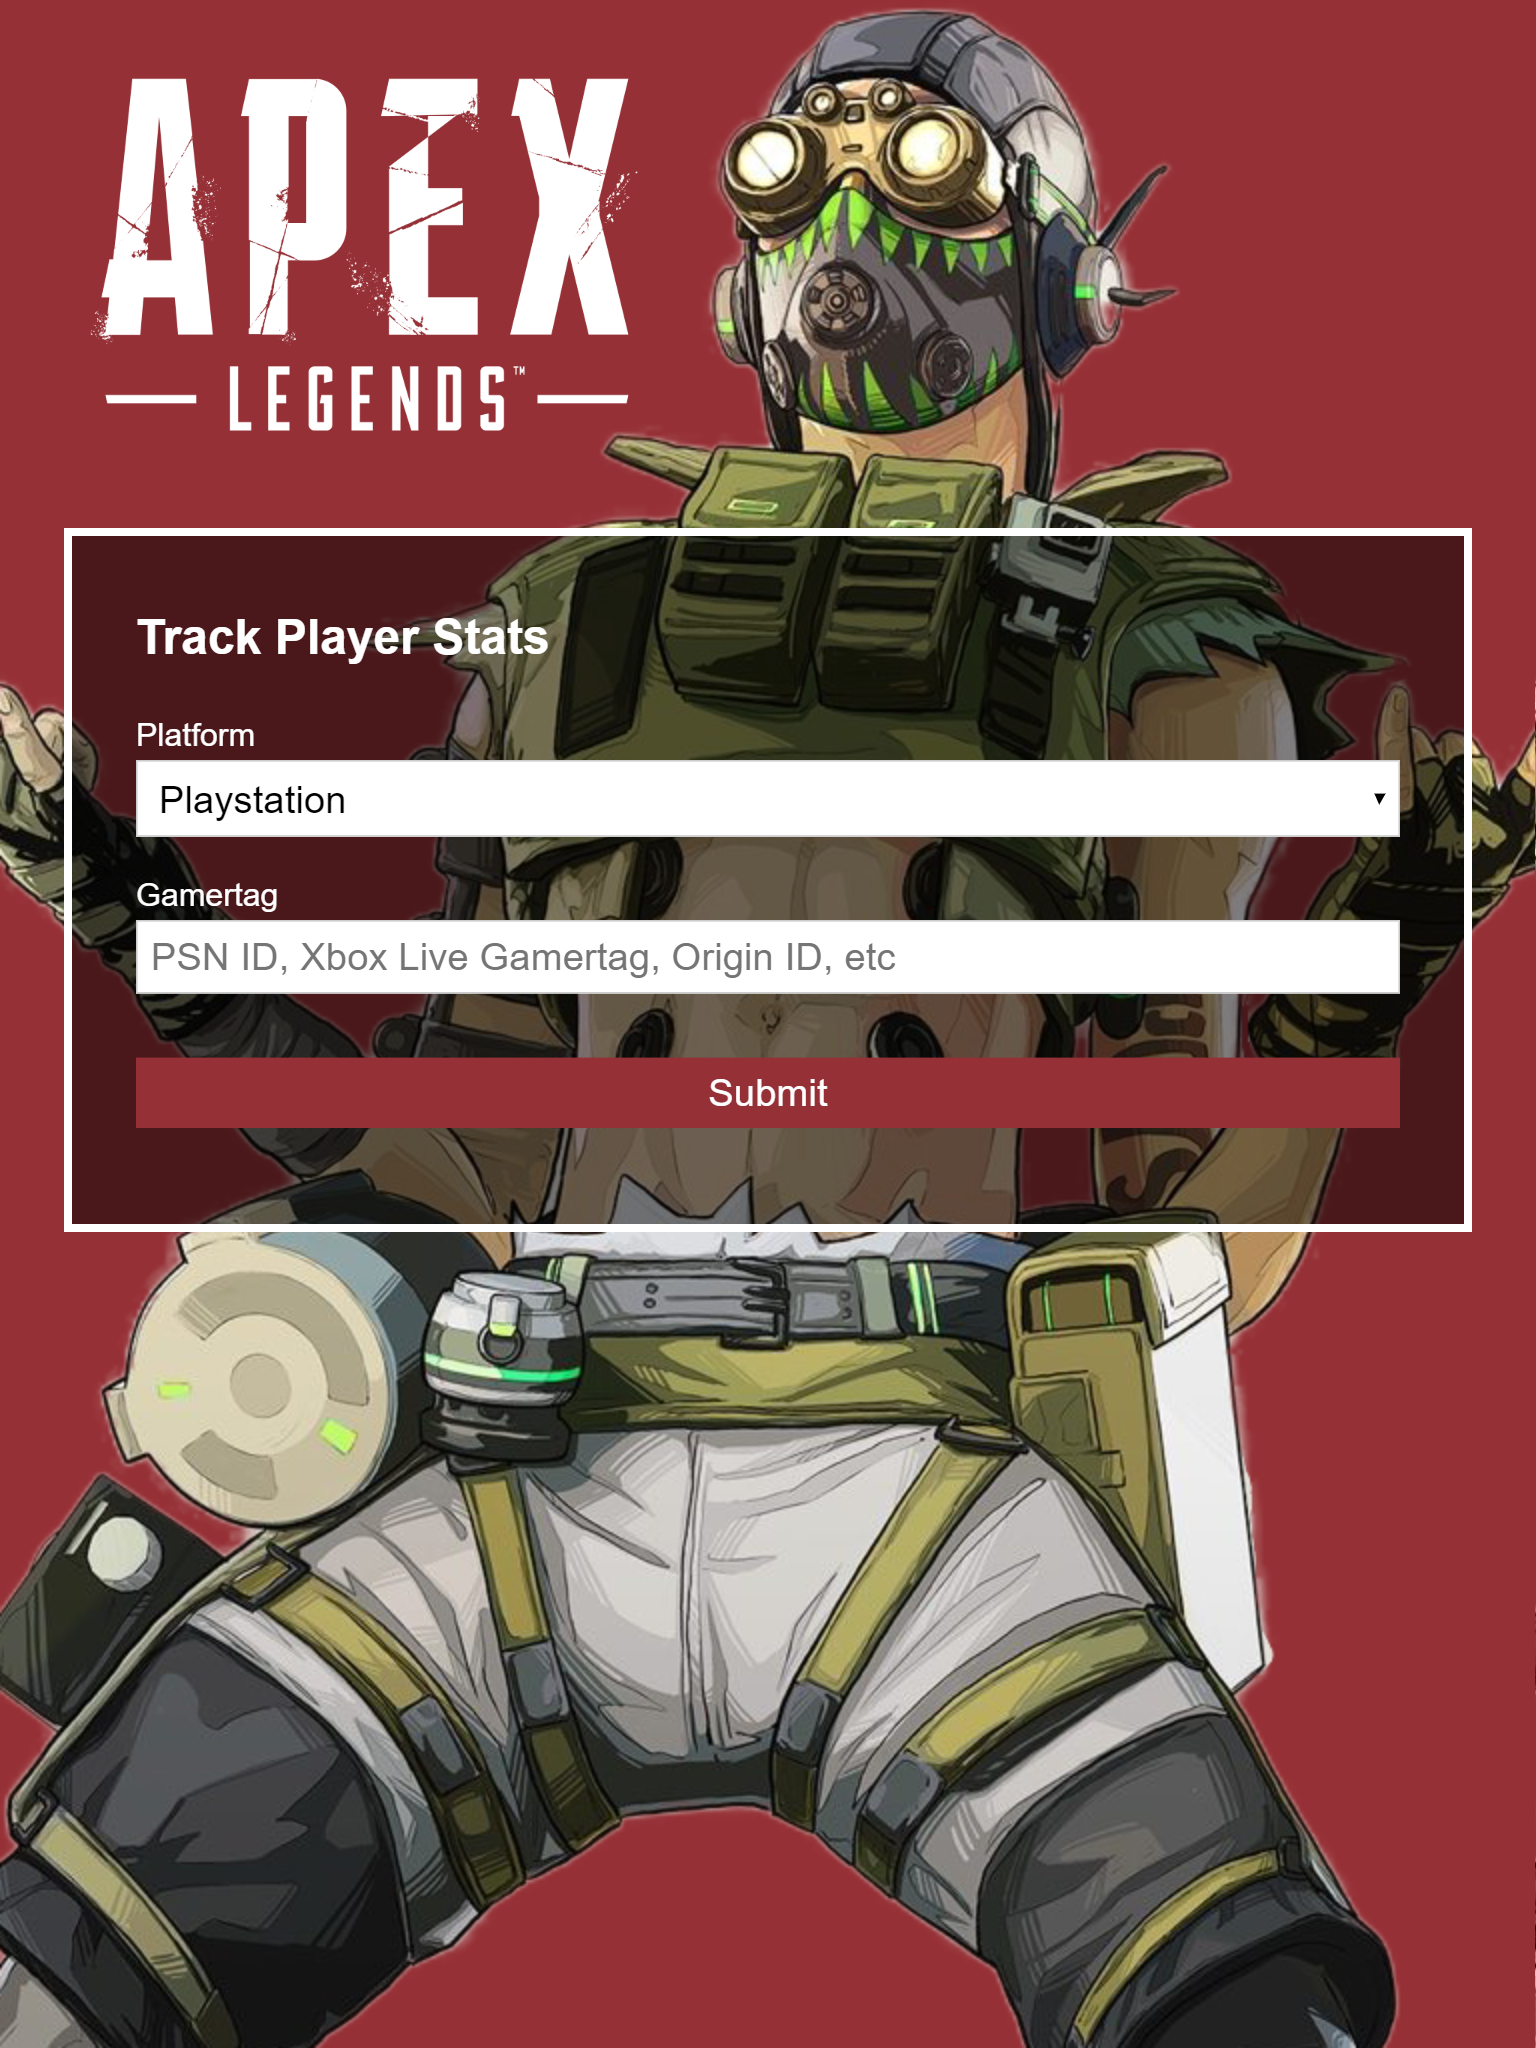 APEX
LEGENDS™
Track Player Stats
Platform
Playstation
Gamertag
PSN ID, Xbox Live Gamertag, Origin ID, etc
Submit